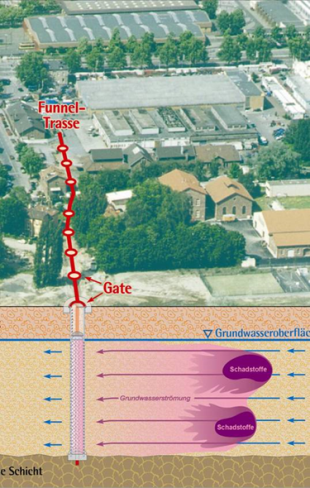 Funnel-
Trasse
Gate
Grundwasseroberfläc
Schadstoffe
Grundwasserströmung
Schadstoffe
e Schicht